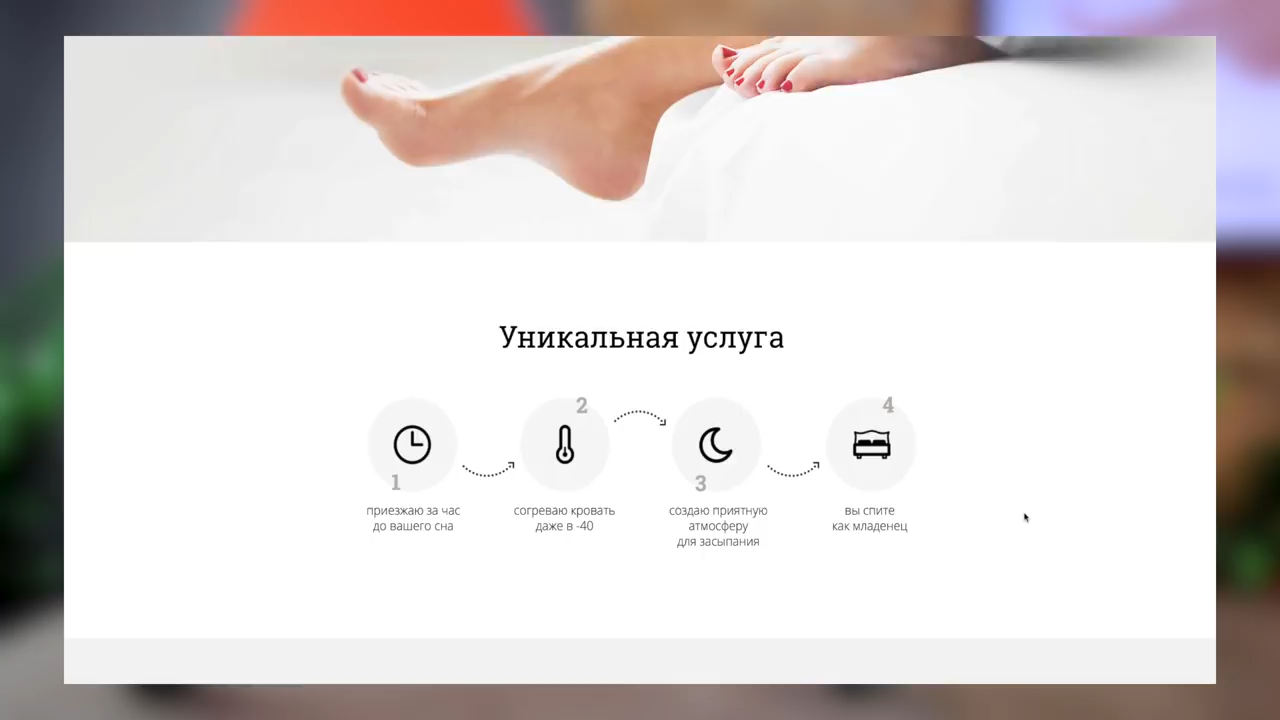 Уникальная услуга
1
приезжаю за час
до вашего сна
2
согреваю кровать
даже в -40
3
создаю приятную
атмосферу
для засыпания
4
вы спите
как младенец